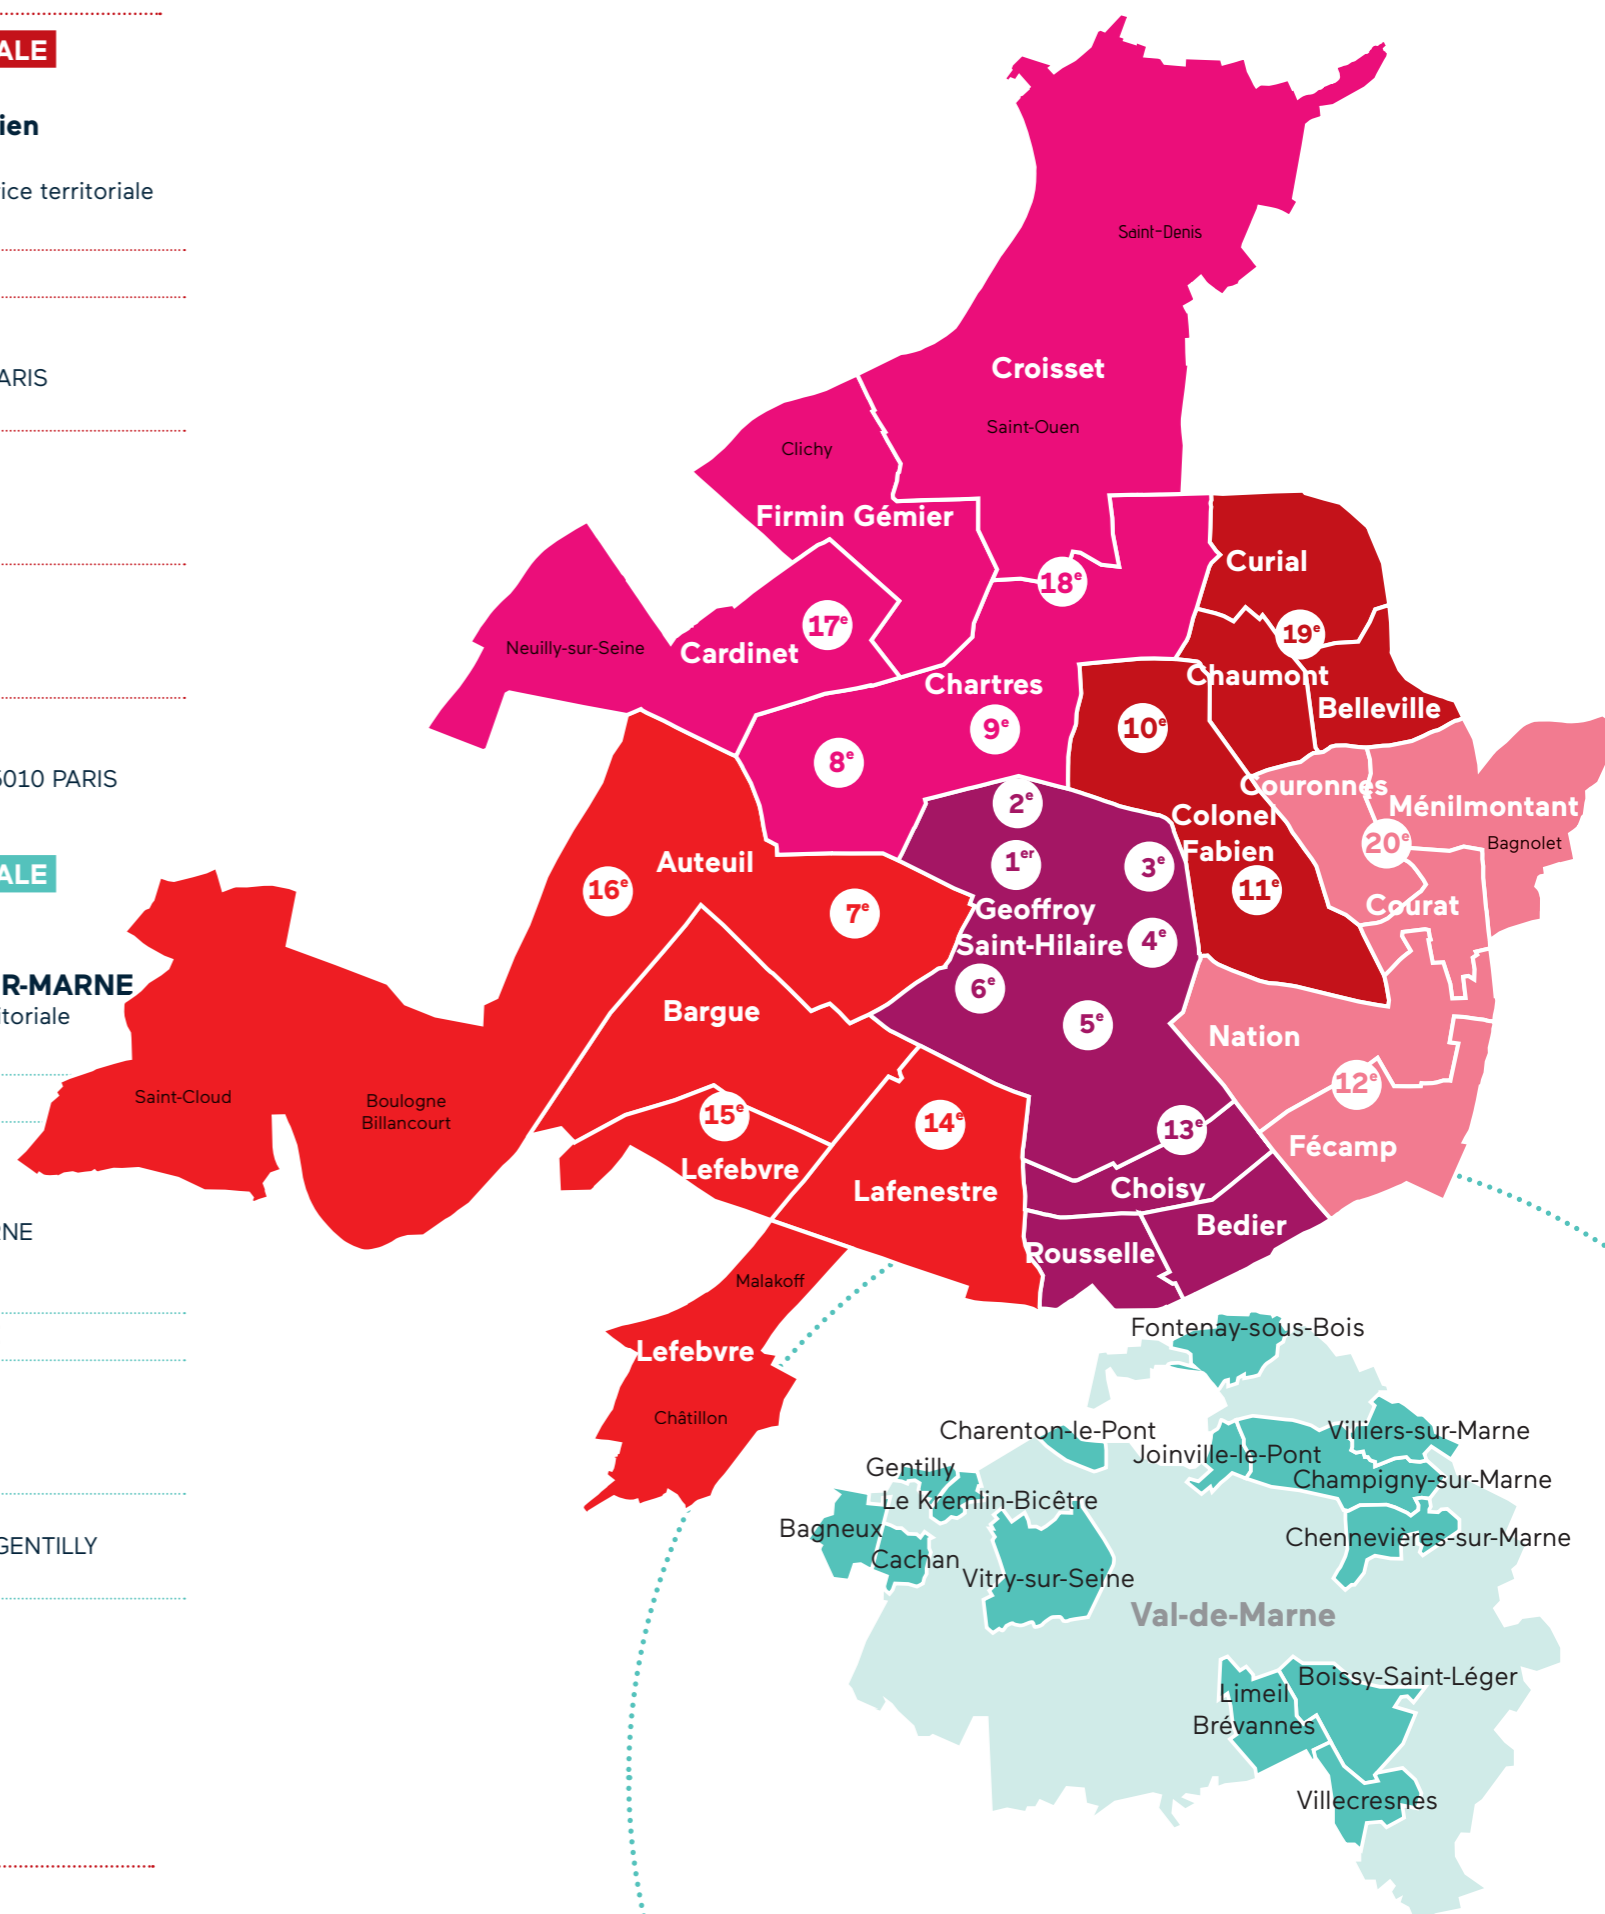 ALE
ien
ice territoriale
ARIS
5010 PARIS
ALE
R-MARNE
itoriale
RNE
GENTILLY
Saint-Denis
Croisset
Saint-Ouen
Clichy
Firmin Gémier
18e
17e
Neuilly-sur-Seine
Cardinet
Chartres
9e
8e
Curial
19e
Chaumont
Belleville
10e
Colonel
Fabien
11e
Couronnes
Ménilmontant
20e
Bagnolet
Courat
Nation
12e
Fécamp
2e
1er
3e
Geoffroy
Saint-Hilaire
4e
6e
5e
13e
Choisy
Bedier
Rousselle
Auteuil
16e
7e
Bargue
Saint-Cloud
Boulogne
Billancourt
15e
Lefebvre
14e
Lafenestre
Malakoff
Lefebvre
Châtillon
Fontenay-sous-Bois
Charenton-le-Pont
Villiers-sur-Marne
Joinville-le-Pont
Gentilly
Champigny-sur-Marne
Le Kremlin-Bicêtre
Bagneux
Chennevières-sur-Marne
Cachan
Vitry-sur-Seine
Val-de-Marne
Boissy-Saint-Léger
Limeil
Brévannes
Villecresnes